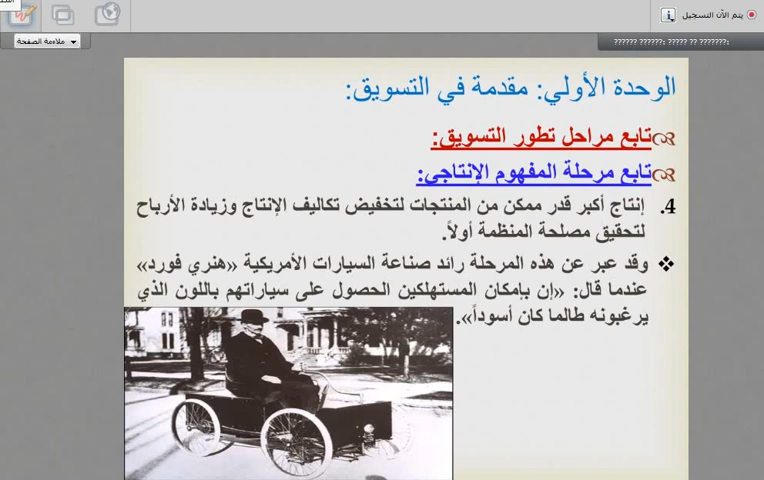 يتم الآن التسجيل
ملاءمة الصفحة
?????? ??????: ????? ?? ???????:
الوحدة الأولي: مقدمة في التسويق:
تابع مراحل تطور التسويق:
تابع مرحلة المفهوم الإنتاجي:
4. إنتاج أكبر قدر ممكن من المنتجات لتخفيض تكاليف الإنتاج وزيادة الأرباح
لتحقيق مصلحة المنظمة أولاً.
وقد عبر عن هذه المرحلة رائد صناعة السيارات الأمريكية «هنري فورد»
عندما قال: «إن بإمكان المستهلكين الحصول على سياراتهم باللون الذي
يرغبونه طالما كان أسوداً».